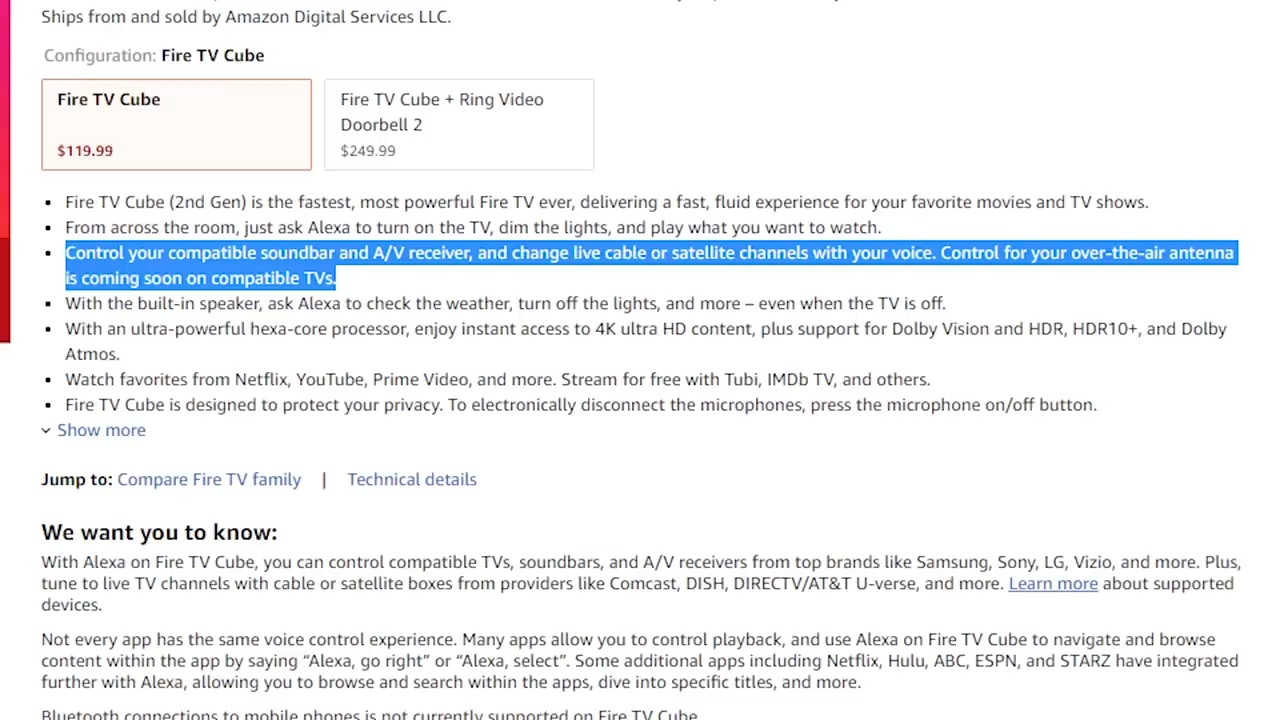 Ships from and sold by Amazon Digital Services LLC.
Configuration: Fire TV Cube
Fire TV Cube
$119.99
Fire TV Cube + Ring Video
Doorbell 2
$249.99
Fire TV Cube (2nd Gen) is the fastest, most powerful Fire TV ever, delivering a fast, fluid experience for your favorite movies and TV shows.
From across the room, just ask Alexa to turn on the TV, dim the lights, and play what you want to watch.
Control your compatible soundbar and A/V receiver, and change live cable or satellite channels with your voice. Control for your over-the-air antenna
is coming soon on compatible TVs.
With the built-in speaker, ask Alexa to check the weather, turn off the lights, and more – even when the TV is off.
With an ultra-powerful hexa-core processor, enjoy instant access to 4K ultra HD content, plus support for Dolby Vision and HDR, HDR10+, and Dolby
Atmos.
Watch favorites from Netflix, YouTube, Prime Video, and more. Stream for free with Tubi, IMDb TV, and others.
Fire TV Cube is designed to protect your privacy. To electronically disconnect the microphones, press the microphone on/off button.
Show more
Jump to: Compare Fire TV family | Technical details
We want you to know:
With Alexa on Fire TV Cube, you can control compatible TVs, soundbars, and A/V receivers from top brands like Samsung, Sony, LG, Vizio, and more. Plus,
tune to live TV channels with cable or satellite boxes from providers like Comcast, DISH, DIRECTV/AT&T U-verse, and more. Learn more about supported
devices.
Not every app has the same voice control experience. Many apps allow you to control playback, and use Alexa on Fire TV Cube to navigate and browse
content within the app by saying “Alexa, go right” or “Alexa, select”. Some additional apps including Netflix, Hulu, ABC, ESPN, and STARZ have integrated
further with Alexa, allowing you to browse and search within the apps, dive into specific titles, and more.
Bluetooth connections to mobile phones is not currently supported on Fire TV Cube.